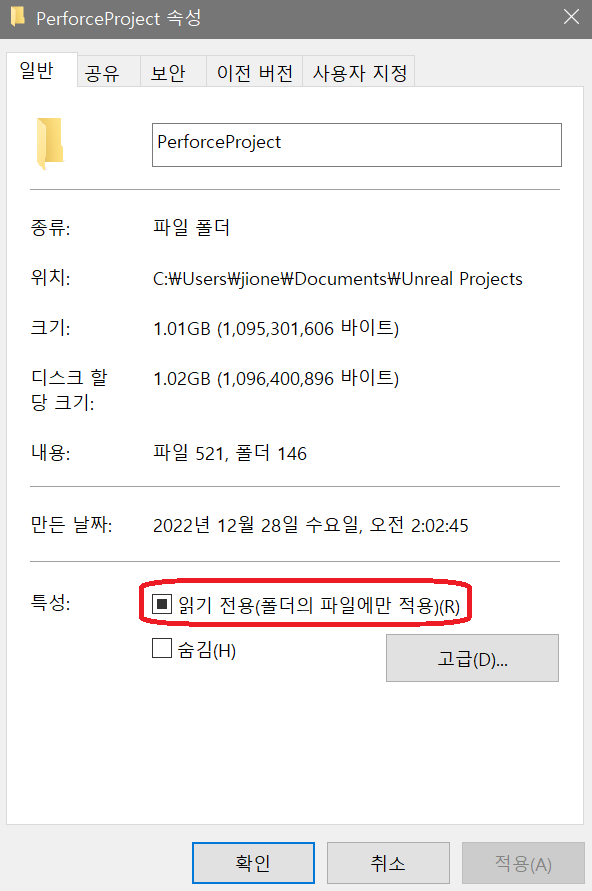 PerforceProject 속성
일반 공유 보안 이전 버전 사용자 지정
PerforceProject
종류: 파일 폴더
위치: C:₩Users₩jione₩Documents₩Unreal Projects
크기: 1.01GB (1,095,301,606 바이트)
디스크 할 1.02GB (1,096,400,896 바이트)
당 크기:
내용: 파일 521, 폴더 146
만든 날짜: 2022년 12월 28일 수요일, 오전 2:02:45
특성: 읽기 전용(폴더의 파일에만 적용)(R)
숨김(H)
고급(D)...
확인 취소 적용(A)